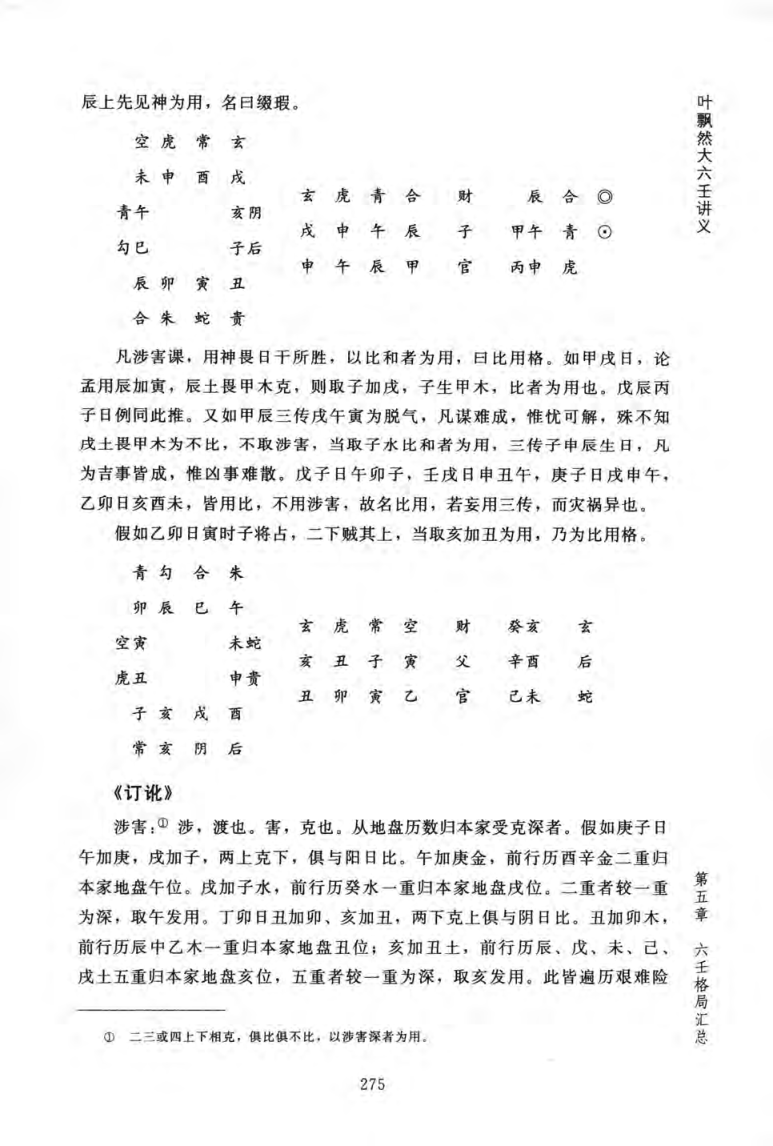 辰上先见神为用，名曰缀瑕。
空 虎 常 玄
未 申 酉 戌
青午 亥阴
勾巳 子后
辰 卯 寅 丑
合 朱 蛇 贵
玄 虎 青 合 财 辰 合 ◎
戌 申 午 辰 子 甲午 青 ⊙
申 午 辰 甲 官 丙申 虎
凡涉害课，用神畏日干所胜，以比和者为用，曰比用格。如甲戌日，论
孟用辰加寅，辰土畏甲木克，则取子加戌，子生甲木，比者为用也。戊辰丙
子日例同此推。又如甲辰三传戌午寅为脱气，凡谋难成，惟忧可解，殊不知
戌土畏甲木为不比，不取涉害，当取子水比和者为用，三传子申辰生日，凡
为吉事皆成，惟凶事难散。戊子日午卯子，壬戌日申丑午，庚子日戌申午，
乙卯日亥酉未，皆用比，不用涉害，故名比用，若妄用三传，而灾祸异也。
假如乙卯日寅时子将占，二下贼其上，当取亥加丑为用，乃为比用格。
青 勾 合 朱
卯 辰 巳 午
空寅 未蛇
虎丑 申贵
子 亥 戌 酉
常 亥 阴 后
玄 虎 常 空 财 癸亥 玄
亥 丑 子 寅 父 辛酉 后
丑 卯 寅 乙 官 己未 蛇
《订讹》
涉害：① 涉，渡也。害，克也。从地盘历数归本家受克深者。假如庚子日
午加庚，戌加子，两上克下，俱与阳日比。午加庚金，前行历酉辛金二重归
本家地盘午位。戌加子水，前行历癸水一重归本家地盘戌位。二重者较一重
为深，取午发用。丁卯日丑加卯、亥加丑，两下克上俱与阴日比。丑加卯木，
前行历辰中乙木一重归本家地盘丑位；亥加丑土，前行历辰、戊、未、己、
戌土五重归本家地盘亥位，五重者较一重为深，取亥发用。此皆遍历艰难险
① 二三或四上下相克，俱比俱不比，以涉害深者为用。
275
叶飘然大六壬讲义
第五章 六壬格局汇总